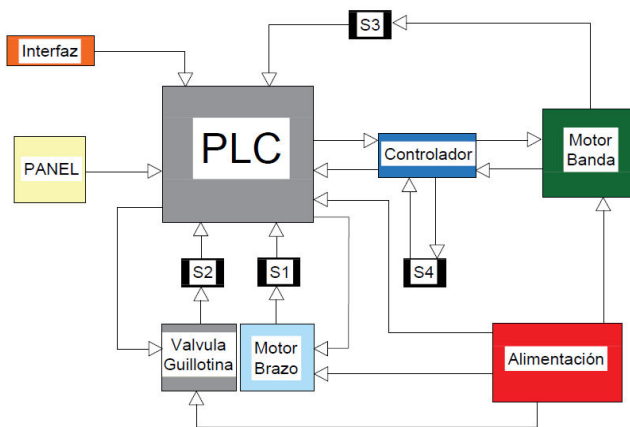 S3
Interfaz
PLC
Controlador
Motor
Banda
PANEL
S2
S1
S4
Valvula
Guillotina
Motor
Brazo
Alimentación